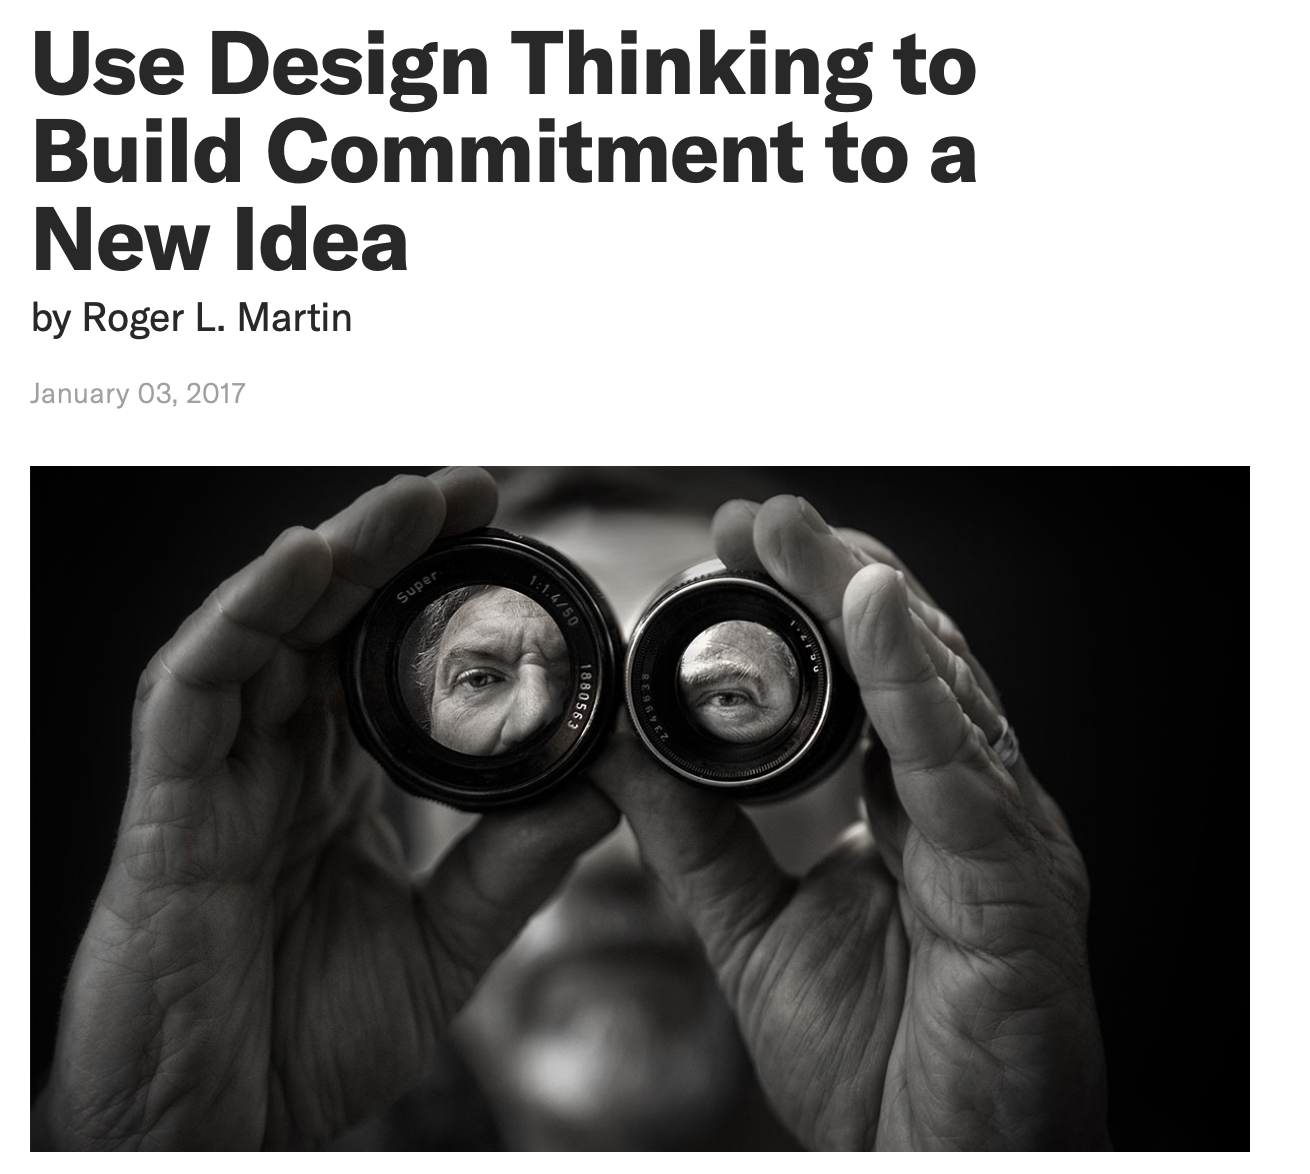 Use Design Thinking to
Build Commitment to a
New Idea
by Roger L. Martin
January 03, 2017
Super
1:1.4/50
1880563